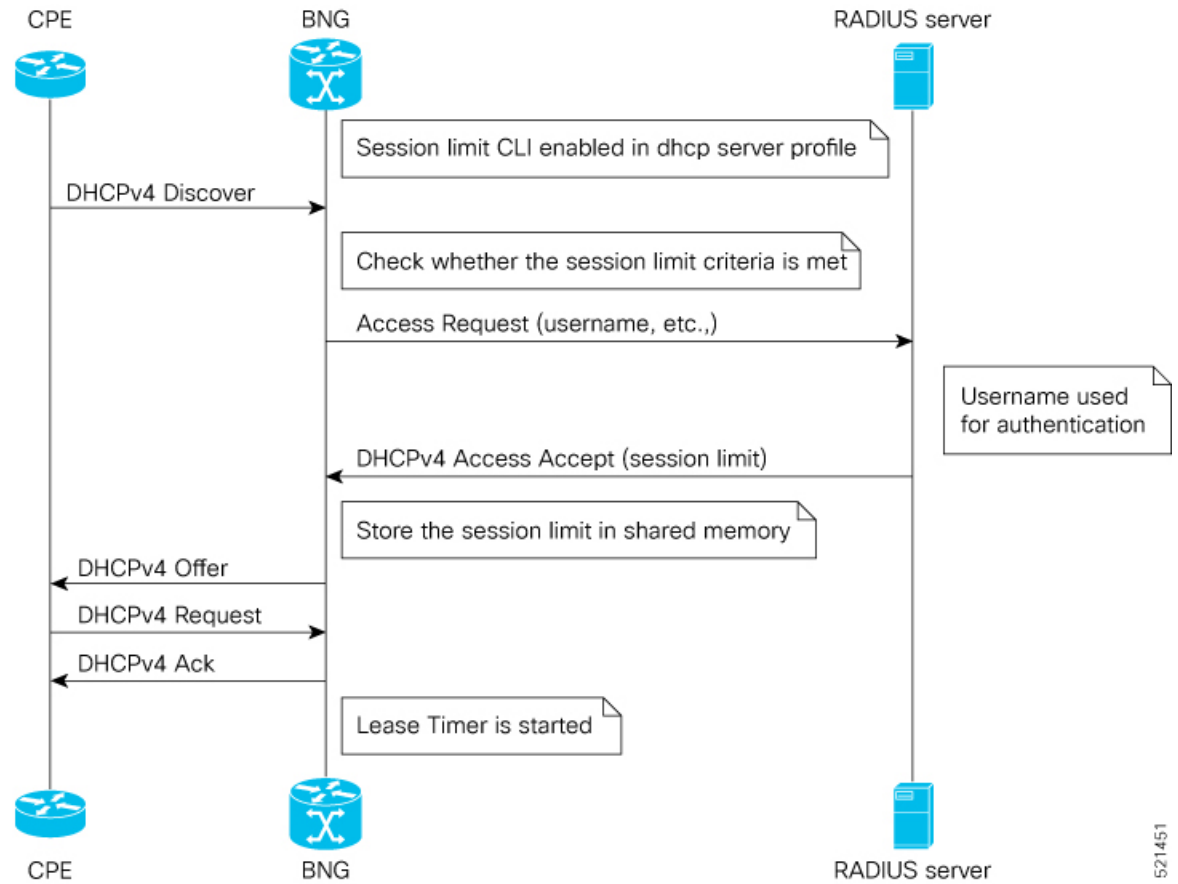 CPE
BNG
RADIUS server
Session limit CLI enabled in dhcp server profile
DHCPv4 Discover
Check whether the session limit criteria is met
Access Request (username, etc.,)
Username used
for authentication
DHCPv4 Access Accept (session limit)
Store the session limit in shared memory
DHCPv4 Offer
DHCPv4 Request
DHCPv4 Ack
Lease Timer is started
CPE
BNG
RADIUS server
521451